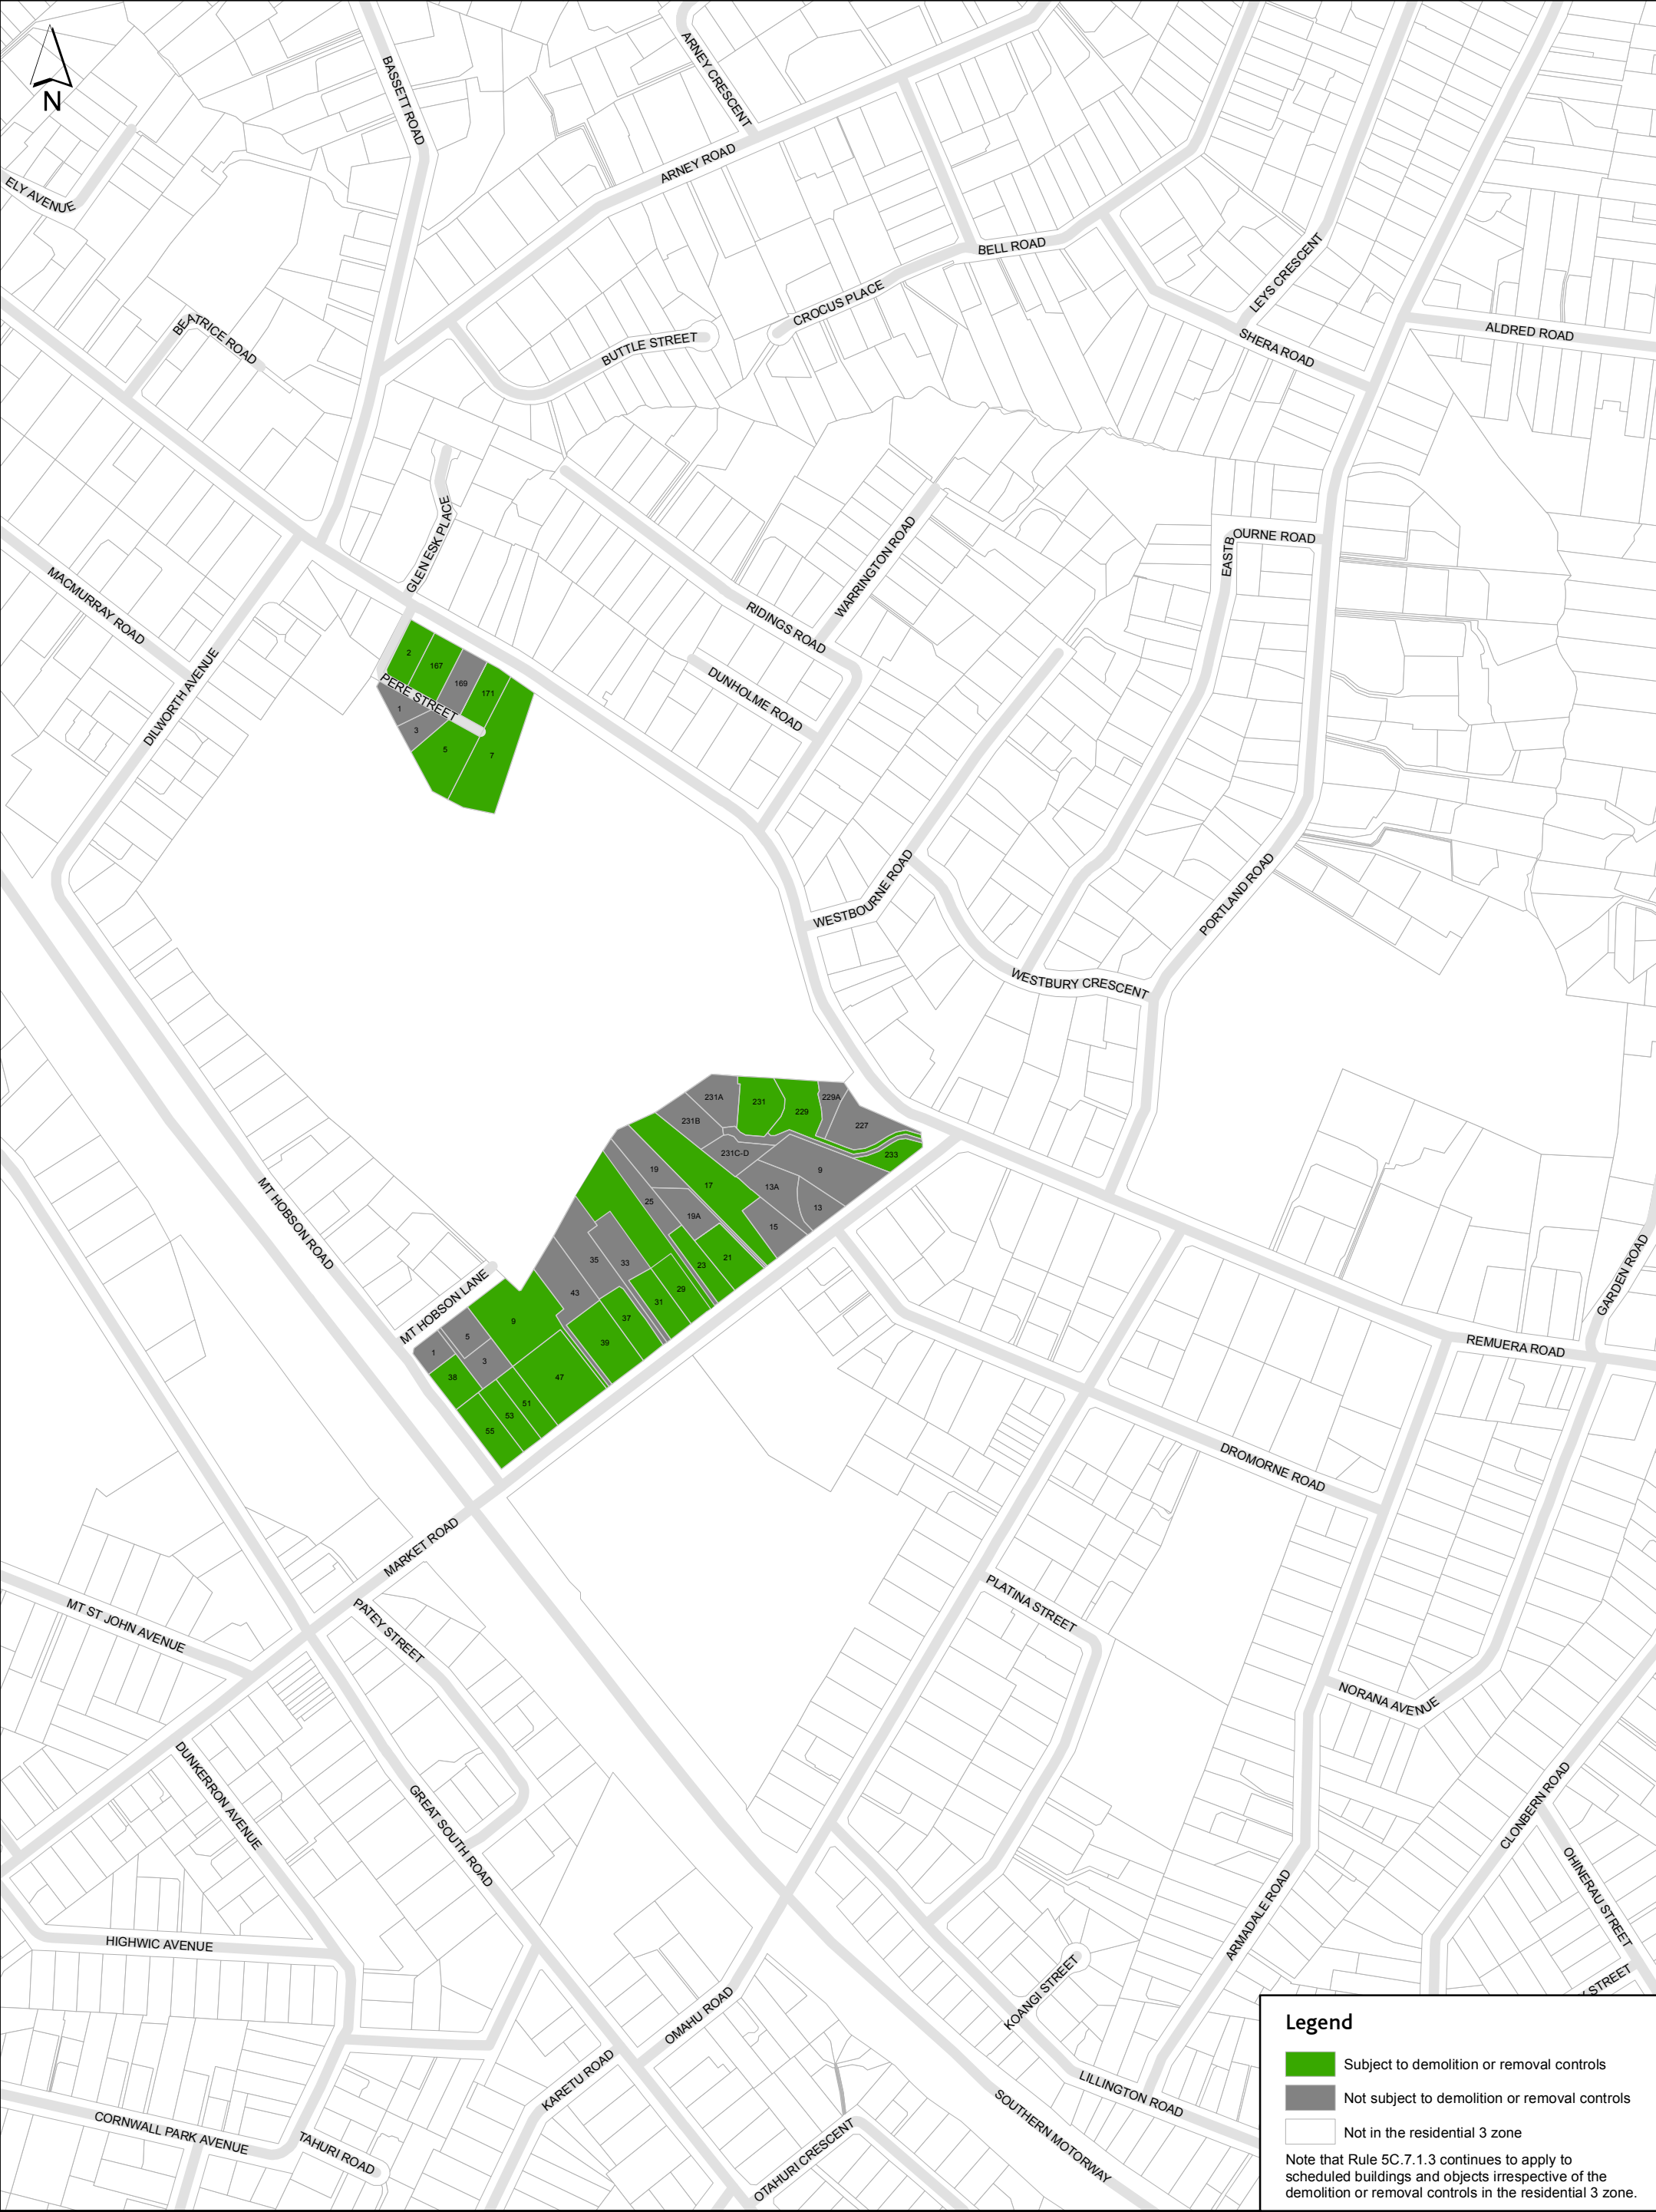 N
BASSETT ROAD
ARNEY CRESCENT
ARNEY ROAD
ELY AVENUE
BELL ROAD
LEYS CRESCENT
CROCUS PLACE
BEATRICE ROAD
BUTTLE STREET
SHERA ROAD
ALDRED ROAD
GLEN ESK PLACE
WARRINGTON ROAD
EASTBOURNE ROAD
MACMURRAY ROAD
RIDINGS ROAD
DILWORTH AVENUE
DUNHOLME ROAD
2
167
169
171
PERE STREET
1
3
5
7
WESTBOURNE ROAD
PORTLAND ROAD
WESTBURY CRESCENT
231A
231
229
229A
231B
227
231C-D
233
19
17
9
13A
25
13
19A
15
MT HOBSON ROAD
35
33
23
21
43
29
31
MT HOBSON LANE
9
37
5
39
1
3
38
47
51
53
55
GARDEN ROAD
REMUERA ROAD
DROMORNE ROAD
MARKET ROAD
PLATINA STREET
MT ST JOHN AVENUE
PATEY STREET
NORANA AVENUE
DUNKERRON AVENUE
GREAT SOUTH ROAD
CLONBERN ROAD
OHINERAU STREET
ARMADALE ROAD
HIGHWIC AVENUE
STREET
KOANGI STREET
OMAHU ROAD
KARETU ROAD
LILLINGTON ROAD
SOUTHERN MOTORWAY
CORNWALL PARK AVENUE
TAHURI ROAD
OTAHURI CRESCENT
Legend
Subject to demolition or removal controls
Not subject to demolition or removal controls
Not in the residential 3 zone
Note that Rule 5C.7.1.3 continues to apply to
scheduled buildings and objects irrespective of the
demolition or removal controls in the residential 3 zone.